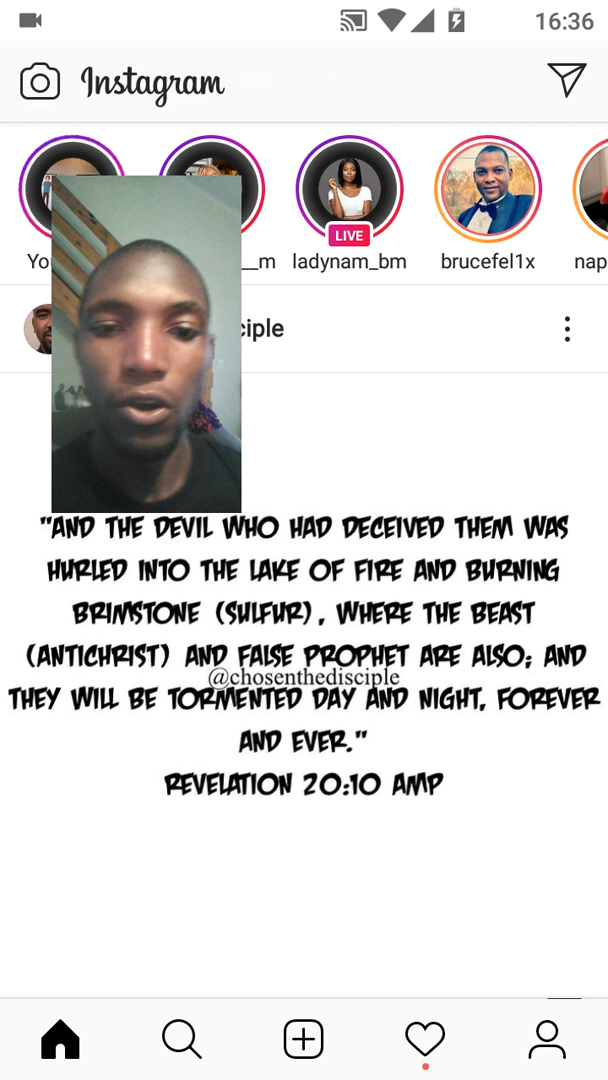 16:36
Instagram
LIVE
Yo
__m
ladynam_bm
brucefel1x
nap
ciple
"AND THE DEVIL WHO HAD DECEIVED THEM WAS
HURLED INTO THE LAKE OF FIRE AND BURNING
BRIMSTONE (SULFUR), WHERE THE BEAST
(ANTICHRIST) AND FALSE PROPHET ARE ALSO; AND
@chosenthedisciple
THEY WILL BE TORMENTED DAY AND NIGHT, FOREVER
AND EVER."
REVELATION 20:10 AMP